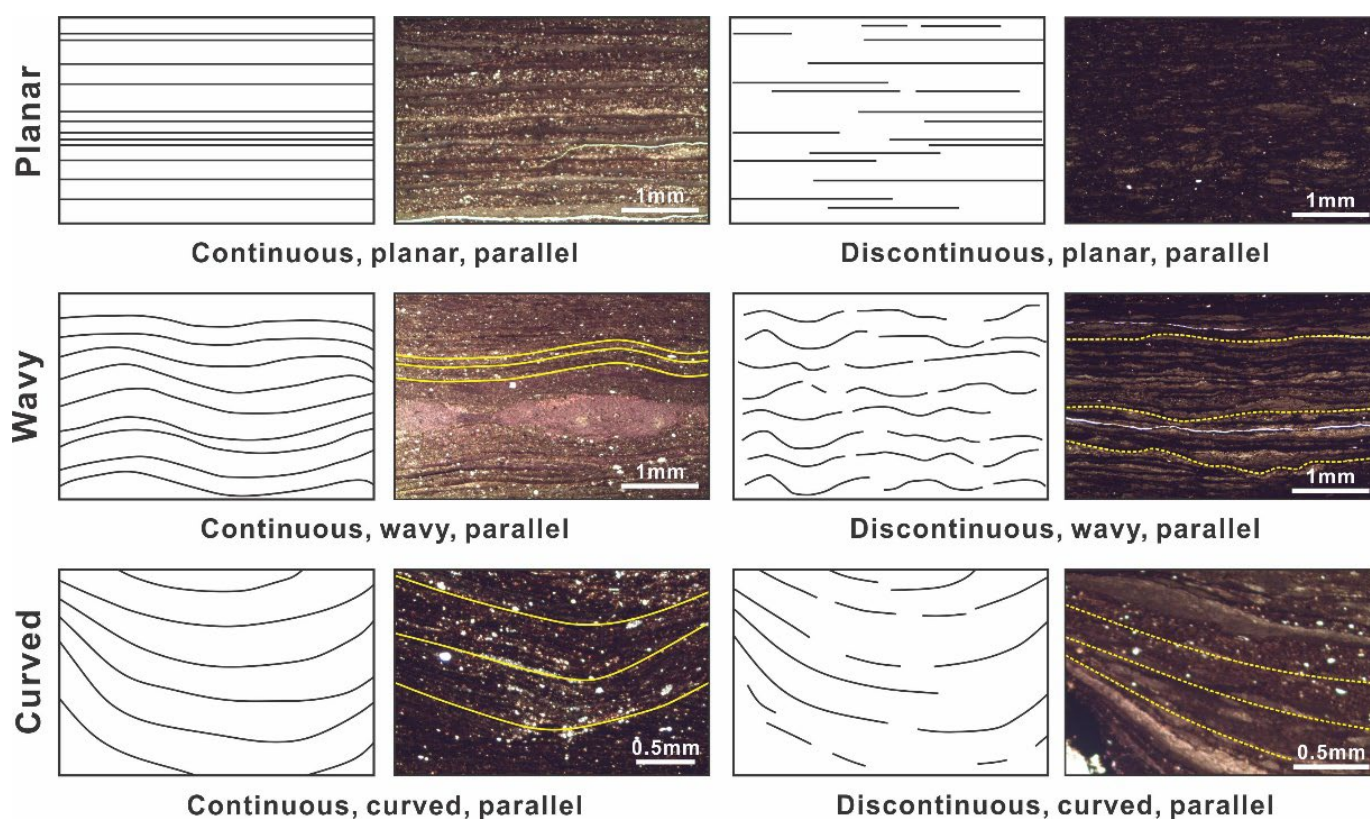 Planar
1mm
1mm
Continuous, planar, parallel
Discontinuous, planar, parallel
Wavy
1mm
1mm
Continuous, wavy, parallel
Discontinuous, wavy, parallel
Curved
0.5mm
0.5mm
Continuous, curved, parallel
Discontinuous, curved, parallel